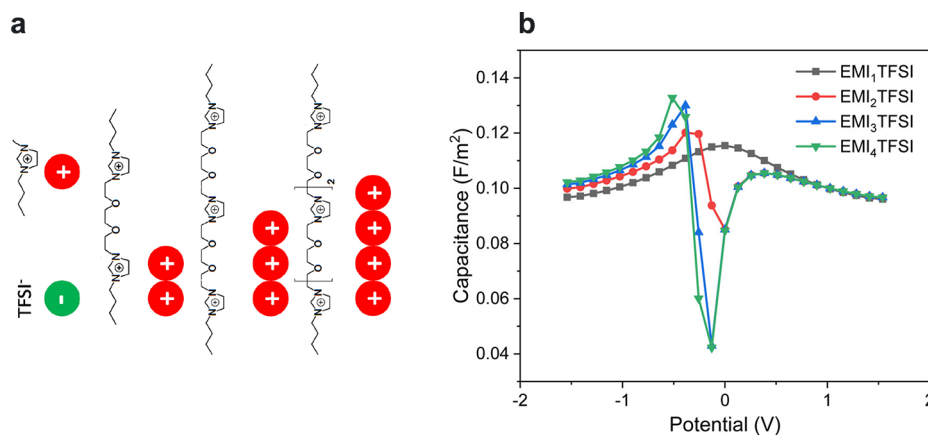 a
b
TFSI-
N
N
+
+
-
N
N
+
O
O
O
N
N
+
+
+
N
N
+
O
O
O
N
N
+
O
O
O
N
N
+
+
+
+
N
N
+
O
O
O
N
N
+
2
O
O
O
N
N
+
+
+
+
+
EMI1TFSI
EMI2TFSI
EMI3TFSI
EMI4TFSI
Capacitance (F/m2)
0.14
0.12
0.10
0.08
0.06
0.04
-2
-1
0
1
2
Potential (V)